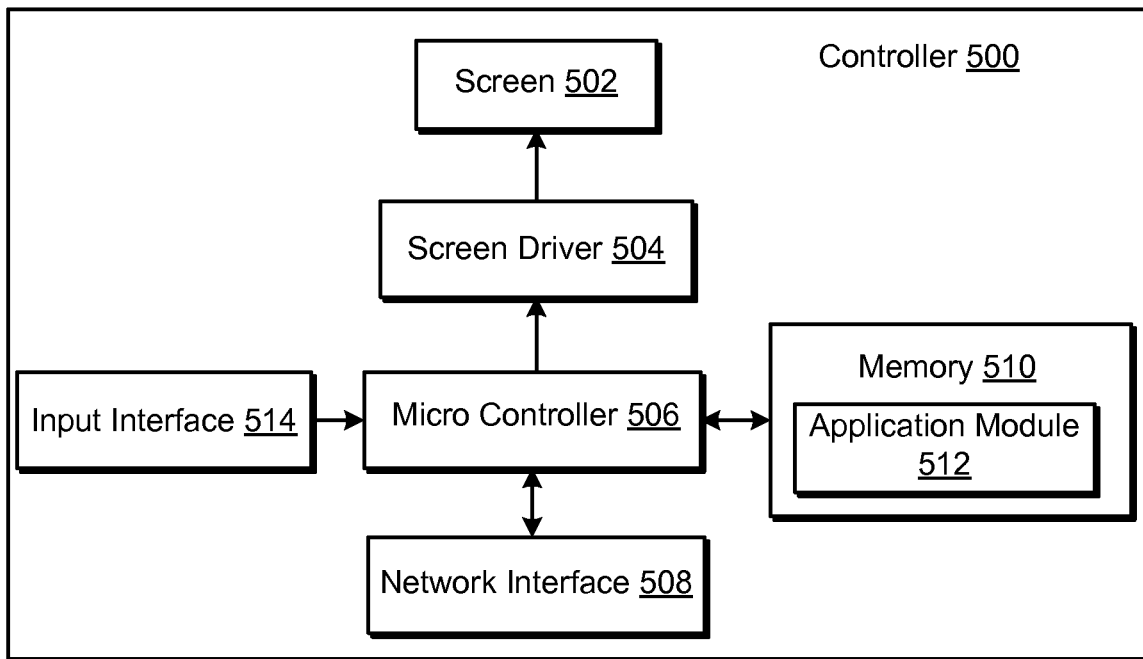 Controller 500
Screen 502
Screen Driver 504
Memory 510
Input Interface 514
Micro Controller 506
Application Module
512
Network Interface 508